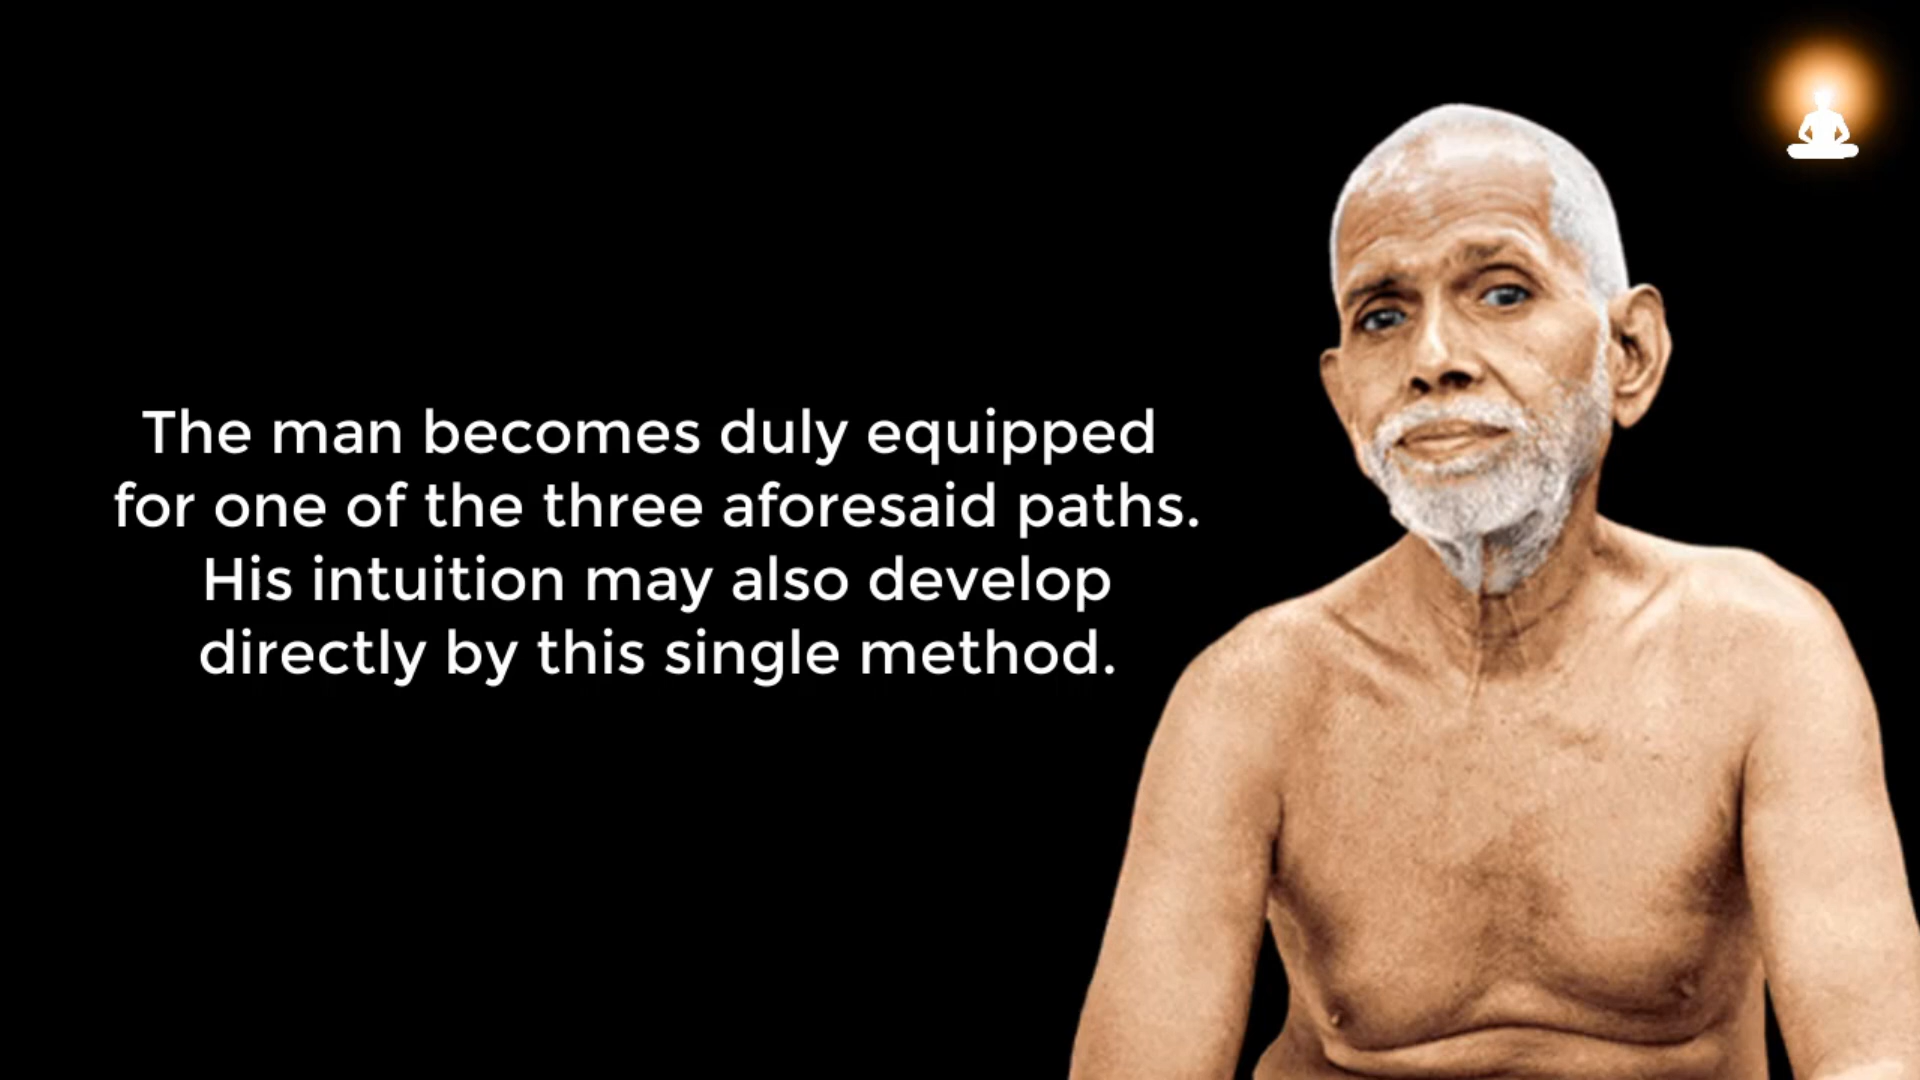 The man becomes duly equipped
for one of the three aforesaid paths.
His intuition may also develop
directly by this single method.